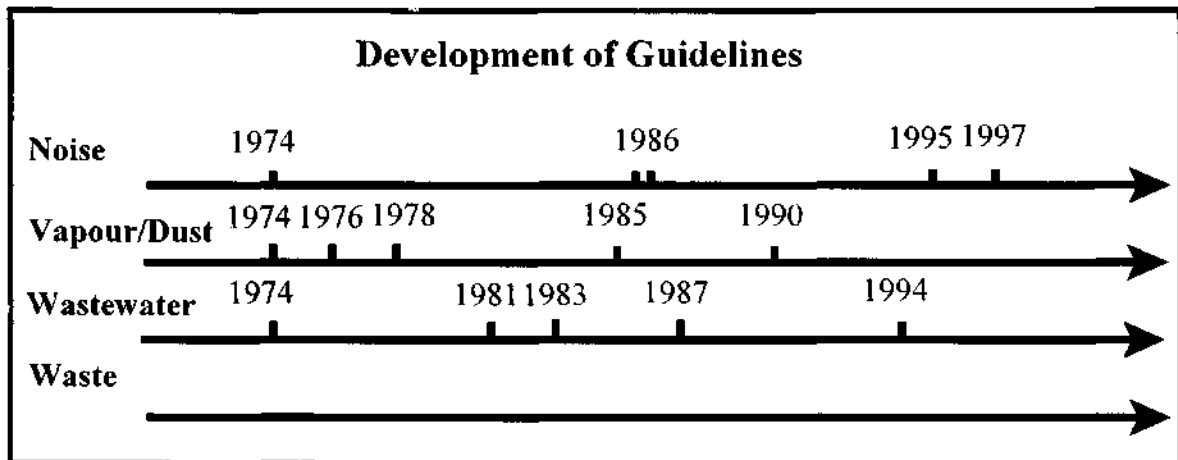 Development of Guidelines
Noise 1974 1986 1995 1997
Vapour/Dust 1974 1976 1978 1985 1990
Wastewater 1974 1981 1983 1987 1994
Waste